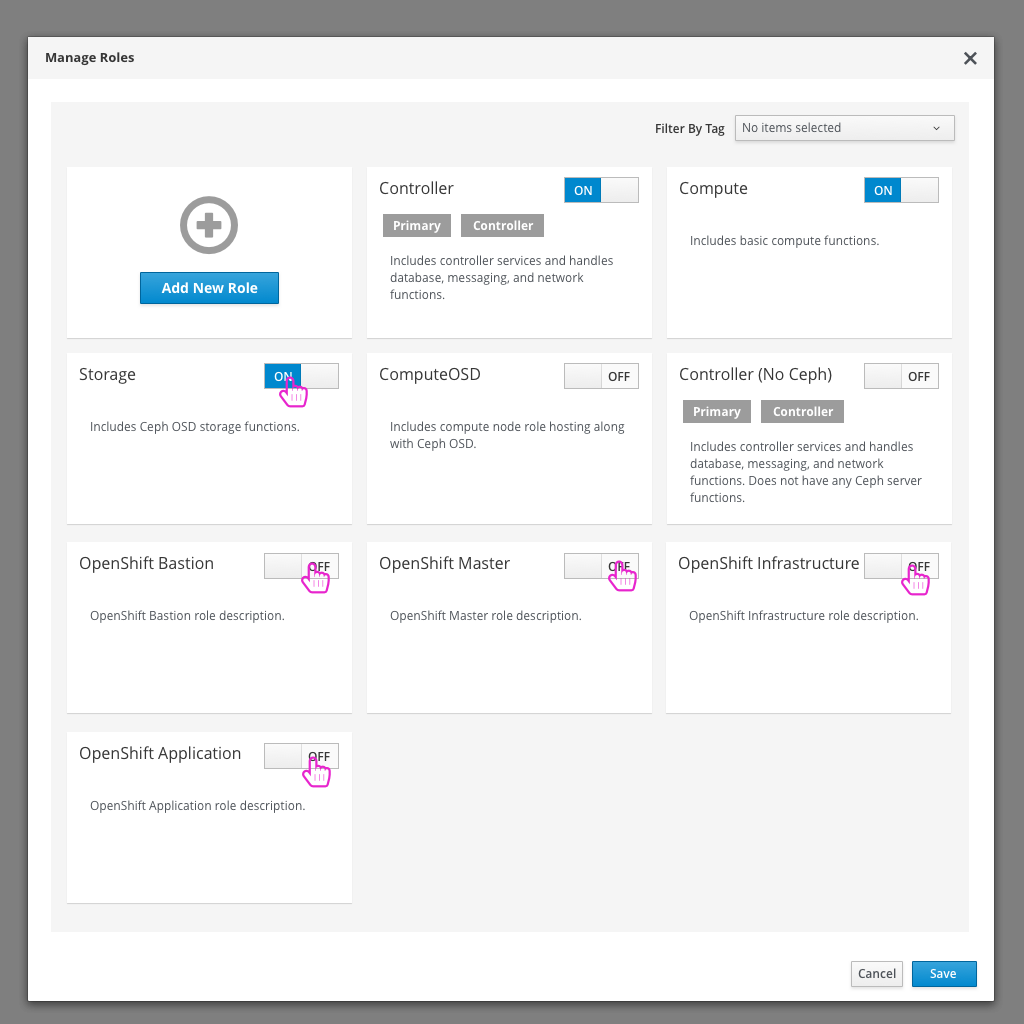 Manage Roles
Filter By Tag
No items selected
Add New Role
Controller
ON
Primary
Controller
Includes controller services and handles
database, messaging, and network
functions.
Compute
ON
Includes basic compute functions.
Storage
ON
Includes Ceph OSD storage functions.
ComputeOSD
OFF
Includes compute node role hosting along
with Ceph OSD.
Controller (No Ceph)
OFF
Primary
Controller
Includes controller services and handles
database, messaging, and network
functions. Does not have any Ceph server
functions.
OpenShift Bastion
OFF
OpenShift Bastion role description.
OpenShift Master
OFF
OpenShift Master role description.
OpenShift Infrastructure
OFF
OpenShift Infrastructure role description.
OpenShift Application
OFF
OpenShift Application role description.
Cancel
Save